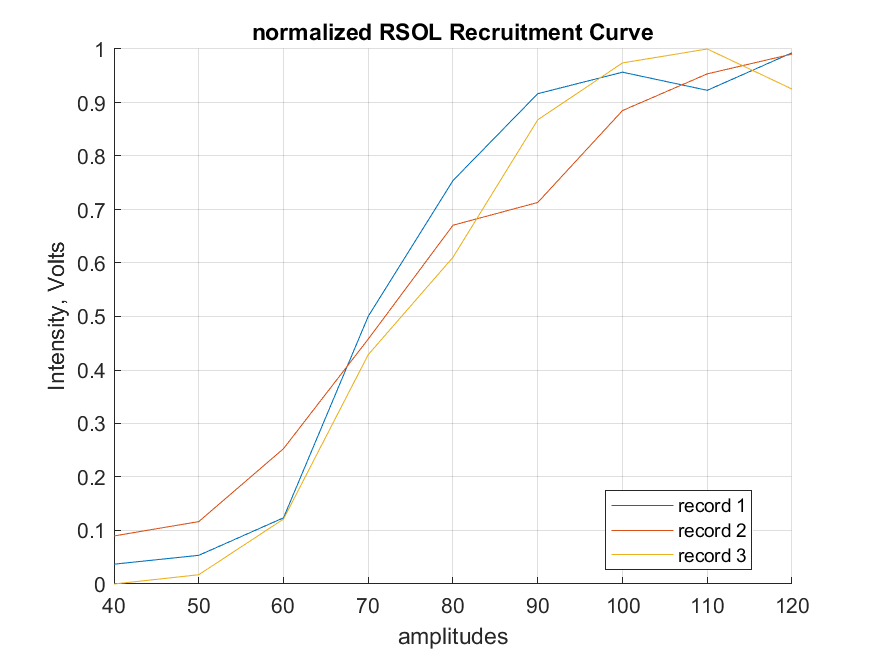 normalized RSOL Recruitment Curve
1
0.9
0.8
0.7
0.6
0.5
0.4
0.3
0.2
0.1
0
Intensity, Volts
record 1
record 2
record 3
40 50 60 70 80 90 100 110 120
amplitudes